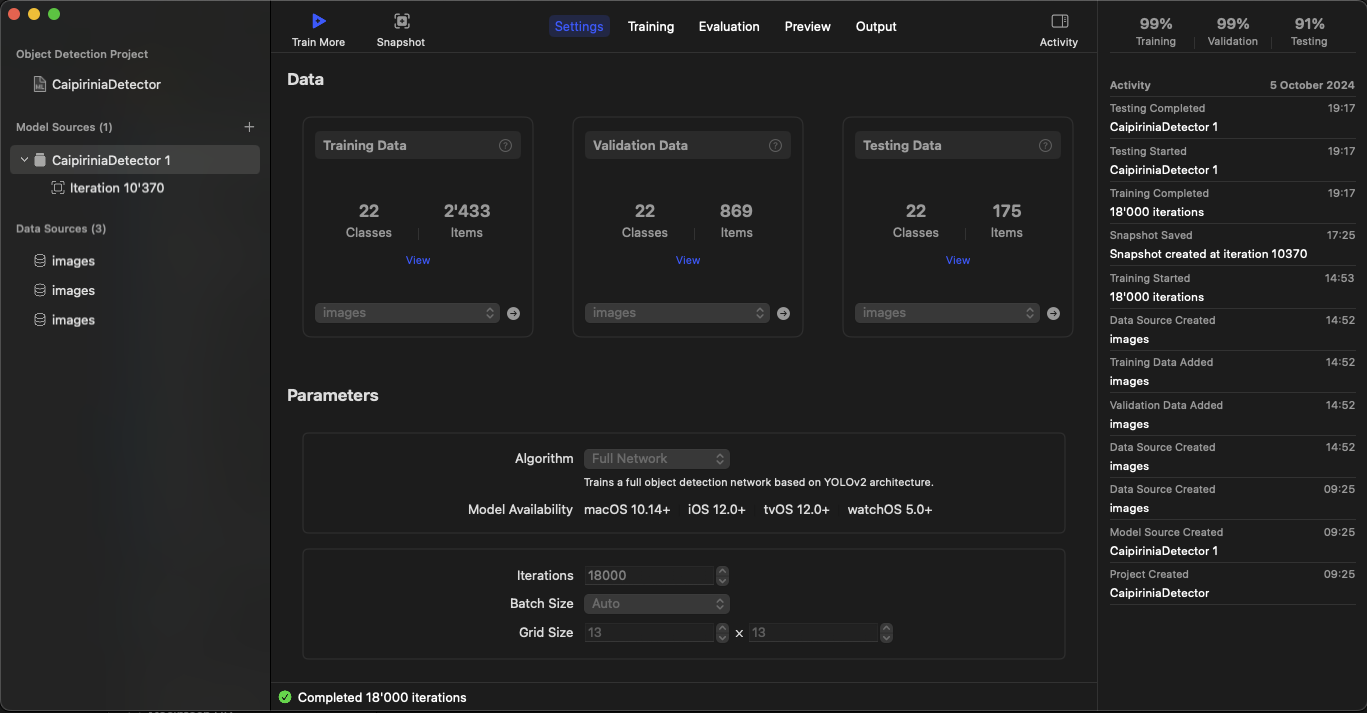 Train More
Snapshot
Settings
Training
Evaluation
Preview
Output
Activity
Object Detection Project
CaipiriniaDetector
Model Sources (1)
CaipiriniaDetector 1
Iteration 10'370
Data Sources (3)
images
images
images
Data
Training Data
22
Classes
2'433
Items
View
images
Validation Data
22
Classes
869
Items
View
images
Testing Data
22
Classes
175
Items
View
images
Parameters
Algorithm
Full Network
Trains a full object detection network based on YOLOv2 architecture.
Model Availability macOS 10.14+ iOS 12.0+ tvOS 12.0+ watchOS 5.0+
Iterations 18000
Batch Size Auto
Grid Size 13 x 13
Completed 18'000 iterations
99%
Training
99%
Validation
91%
Testing
Activity 5 October 2024
Testing Completed 19:17
CaipiriniaDetector 1
Testing Started 19:17
CaipiriniaDetector 1
Training Completed 19:17
18'000 iterations
Snapshot Saved 17:25
Snapshot created at iteration 10370
Training Started 14:53
18'000 iterations
Data Source Created 14:52
images
Training Data Added 14:52
images
Validation Data Added 14:52
images
Data Source Created 14:52
images
Data Source Created 09:25
images
Model Source Created 09:25
CaipiriniaDetector 1
Project Created 09:25
CaipiriniaDetector